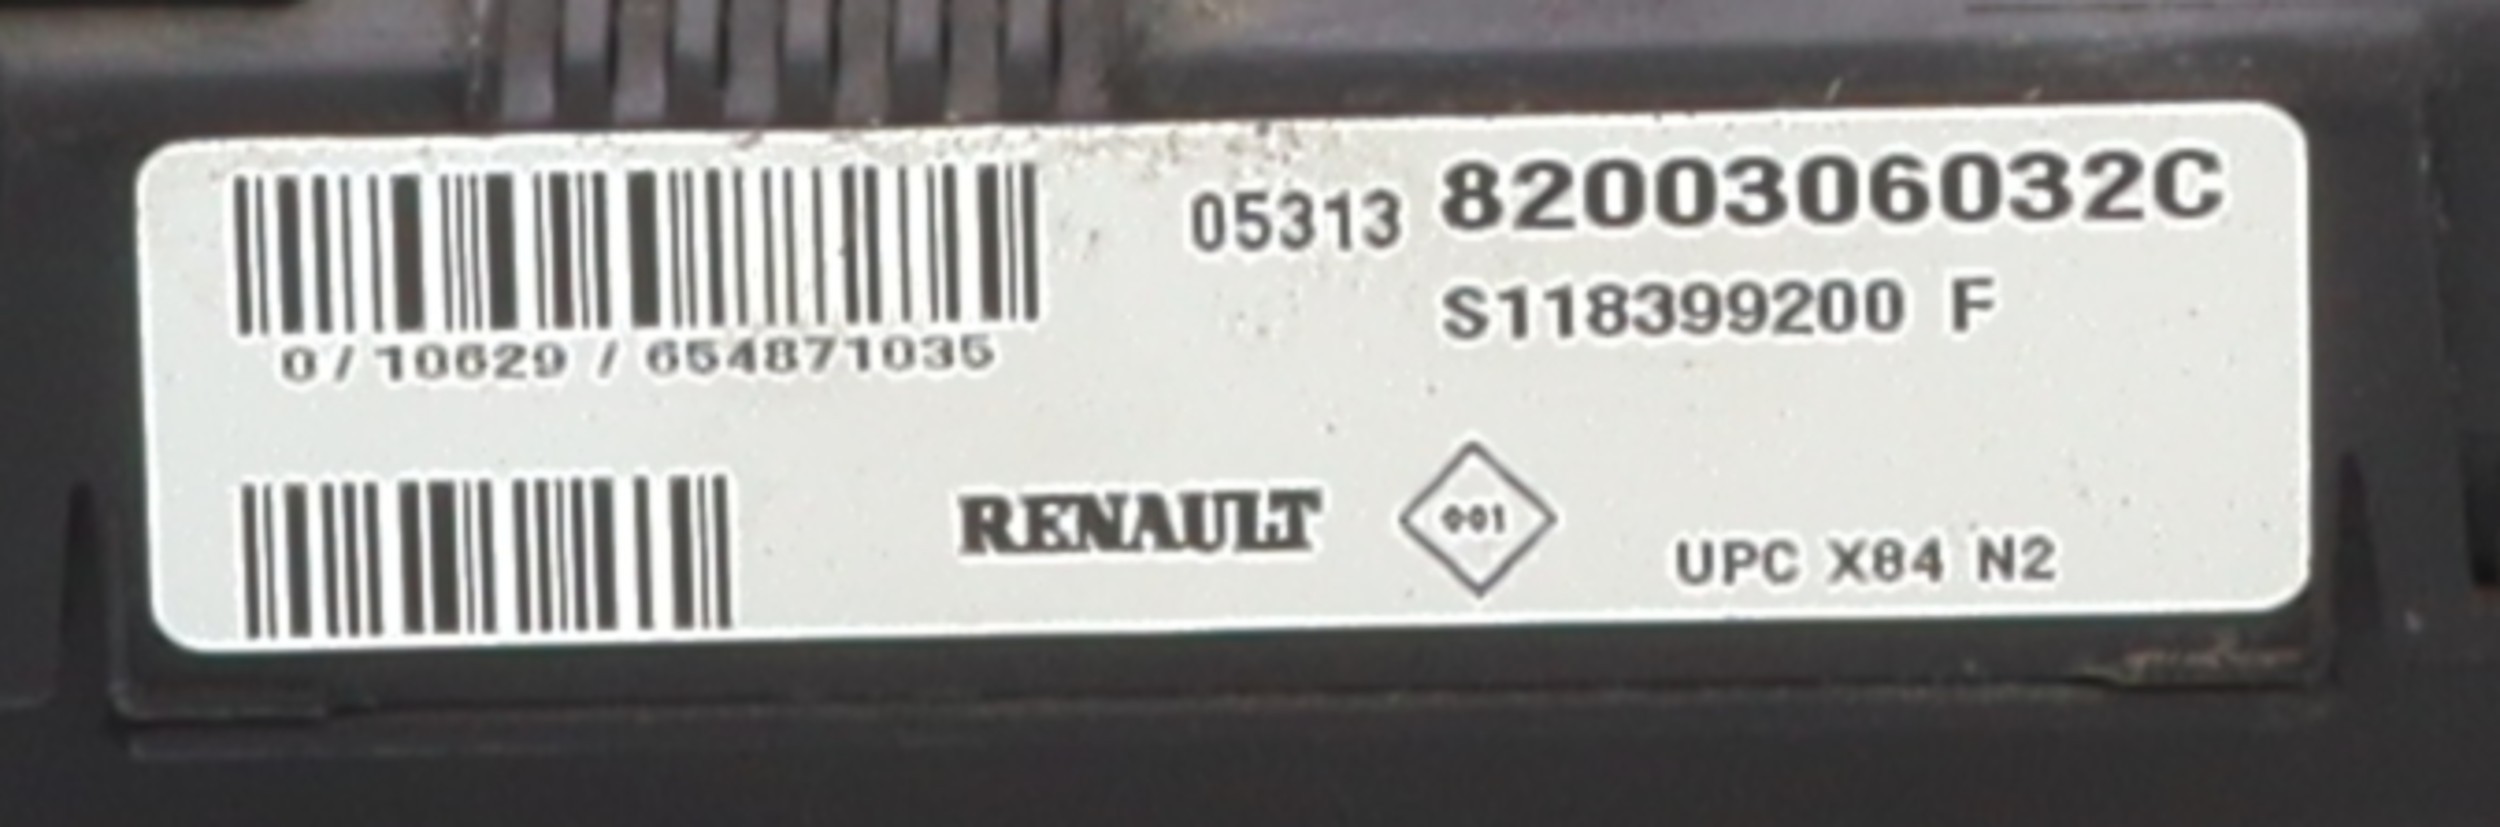 05313 8200306032C
S118399200 F
0 / 10629 / 654871035
RENAULT
001
UPC X84 N2